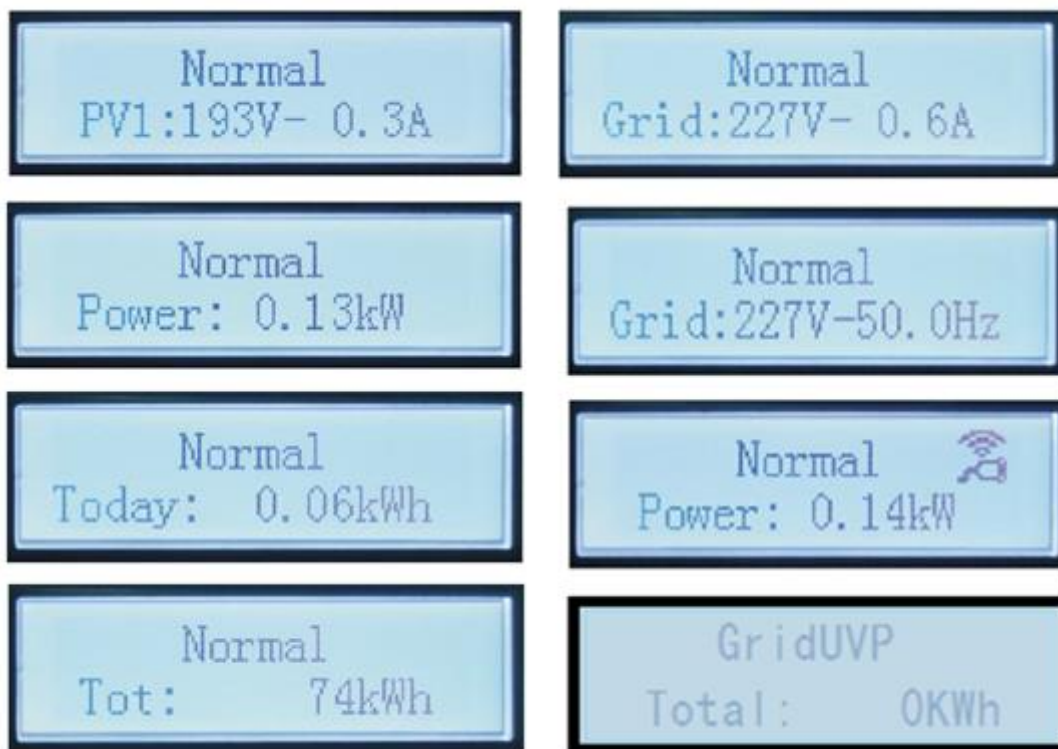 Normal
PV1:193V- 0.3A
Normal
Grid:227V- 0.6A
Normal
Power: 0.13kW
Normal
Grid:227V-50.0Hz
Normal
Today: 0.06kWh
Normal
Power: 0.14kW
Normal
Tot: 74kWh
GridUVP
Total: 0KWh